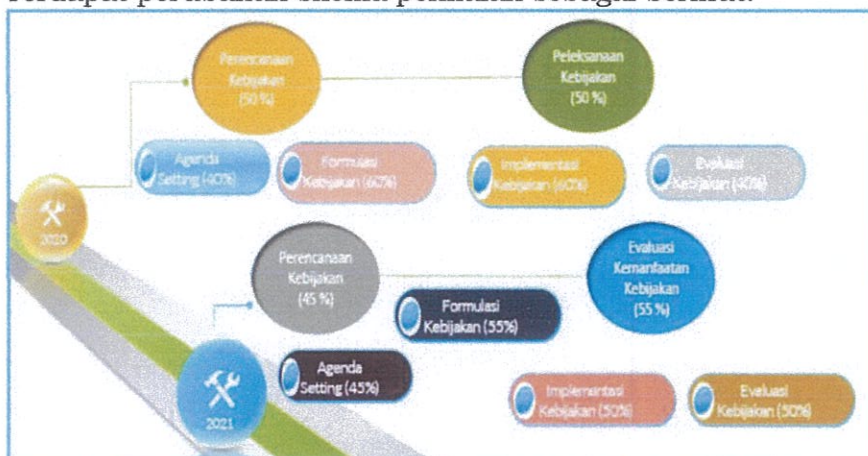 Perencanaan
Kebijakan
(50 %)
Peleksanaan
Kebijakan
(50 %)
Agenda
Setting (40%)
Formulasi
Kebijakan (60%)
Implementasi
Kebijakan (60%)
Evaluasi
Kebijakan (40%)
2020
Perencanaan
Kebijakan
(45 %)
Evaluasi
Kemanfaatan
Kebijakan
(55 %)
Formulasi
Kebijakan (55%)
Agenda
Setting (45%)
Implementasi
Kebijakan (50%)
Evaluasi
Kebijakan (50%)
2021